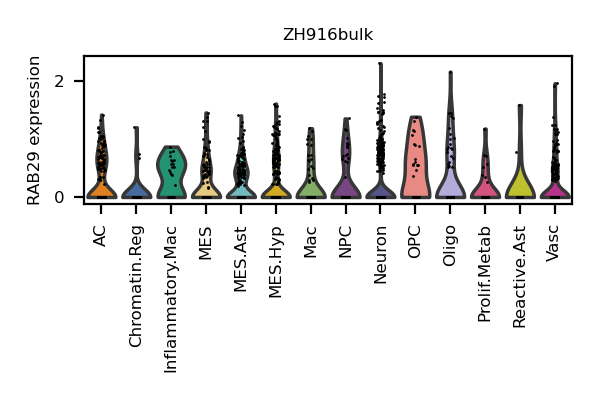 ZH916bulk
RAB29 expression
2
0
AC
Chromatin.Reg
Inflammatory.Mac
MES
MES.Ast
MES.Hyp
Mac
NPC
Neuron
OPC
Oligo
Prolif.Metab
Reactive.Ast
Vasc